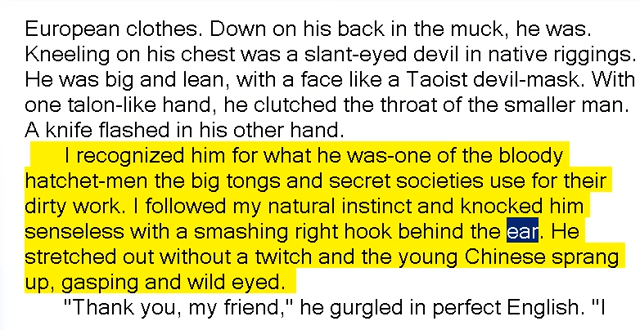 European clothes. Down on his back in the muck, he was.
Kneeling on his chest was a slant-eyed devil in native riggings.
He was big and lean, with a face like a Taoist devil-mask. With
one talon-like hand, he clutched the throat of the smaller man.
A knife flashed in his other hand.
I recognized him for what he was-one of the bloody
hatchet-men the big tongs and secret societies use for their
dirty work. I followed my natural instinct and knocked him
senseless with a smashing right hook behind the ear. He
stretched out without a twitch and the young Chinese sprang
up, gasping and wild eyed.
"Thank you, my friend," he gurgled in perfect English. "I